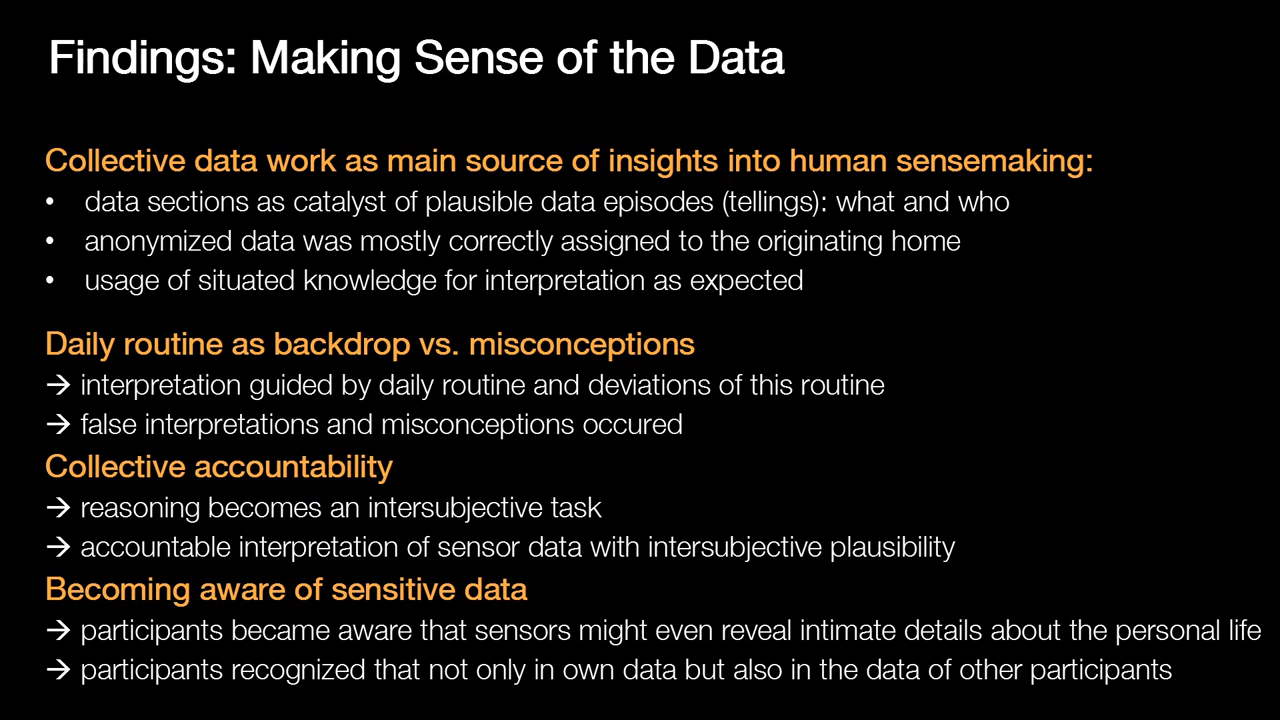 Findings: Making Sense of the Data
Collective data work as main source of insights into human sensemaking:
• data sections as catalyst of plausible data episodes (tellings): what and who
• anonymized data was mostly correctly assigned to the originating home
• usage of situated knowledge for interpretation as expected
Daily routine as backdrop vs. misconceptions
→ interpretation guided by daily routine and deviations of this routine
→ false interpretations and misconceptions occured
Collective accountability
→ reasoning becomes an intersubjective task
→ accountable interpretation of sensor data with intersubjective plausibility
Becoming aware of sensitive data
→ participants became aware that sensors might even reveal intimate details about the personal life
→ participants recognized that not only in own data but also in the data of other participants